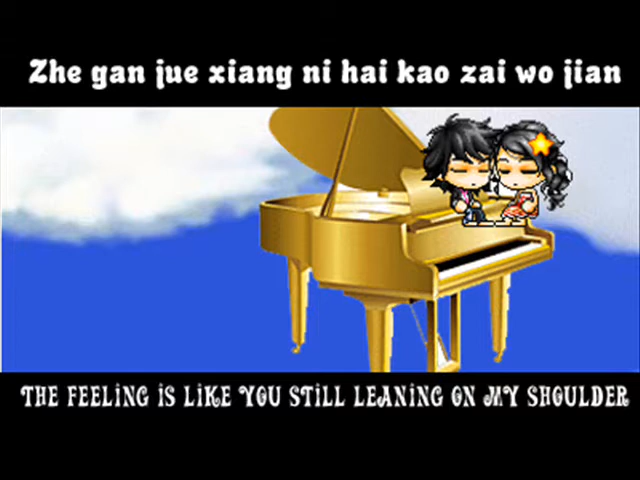 Zhe gan jue xiang ni hai kao zai wo jian
THE FEELING IS LIKE YOU STILL LEANING ON MY SHOULDER